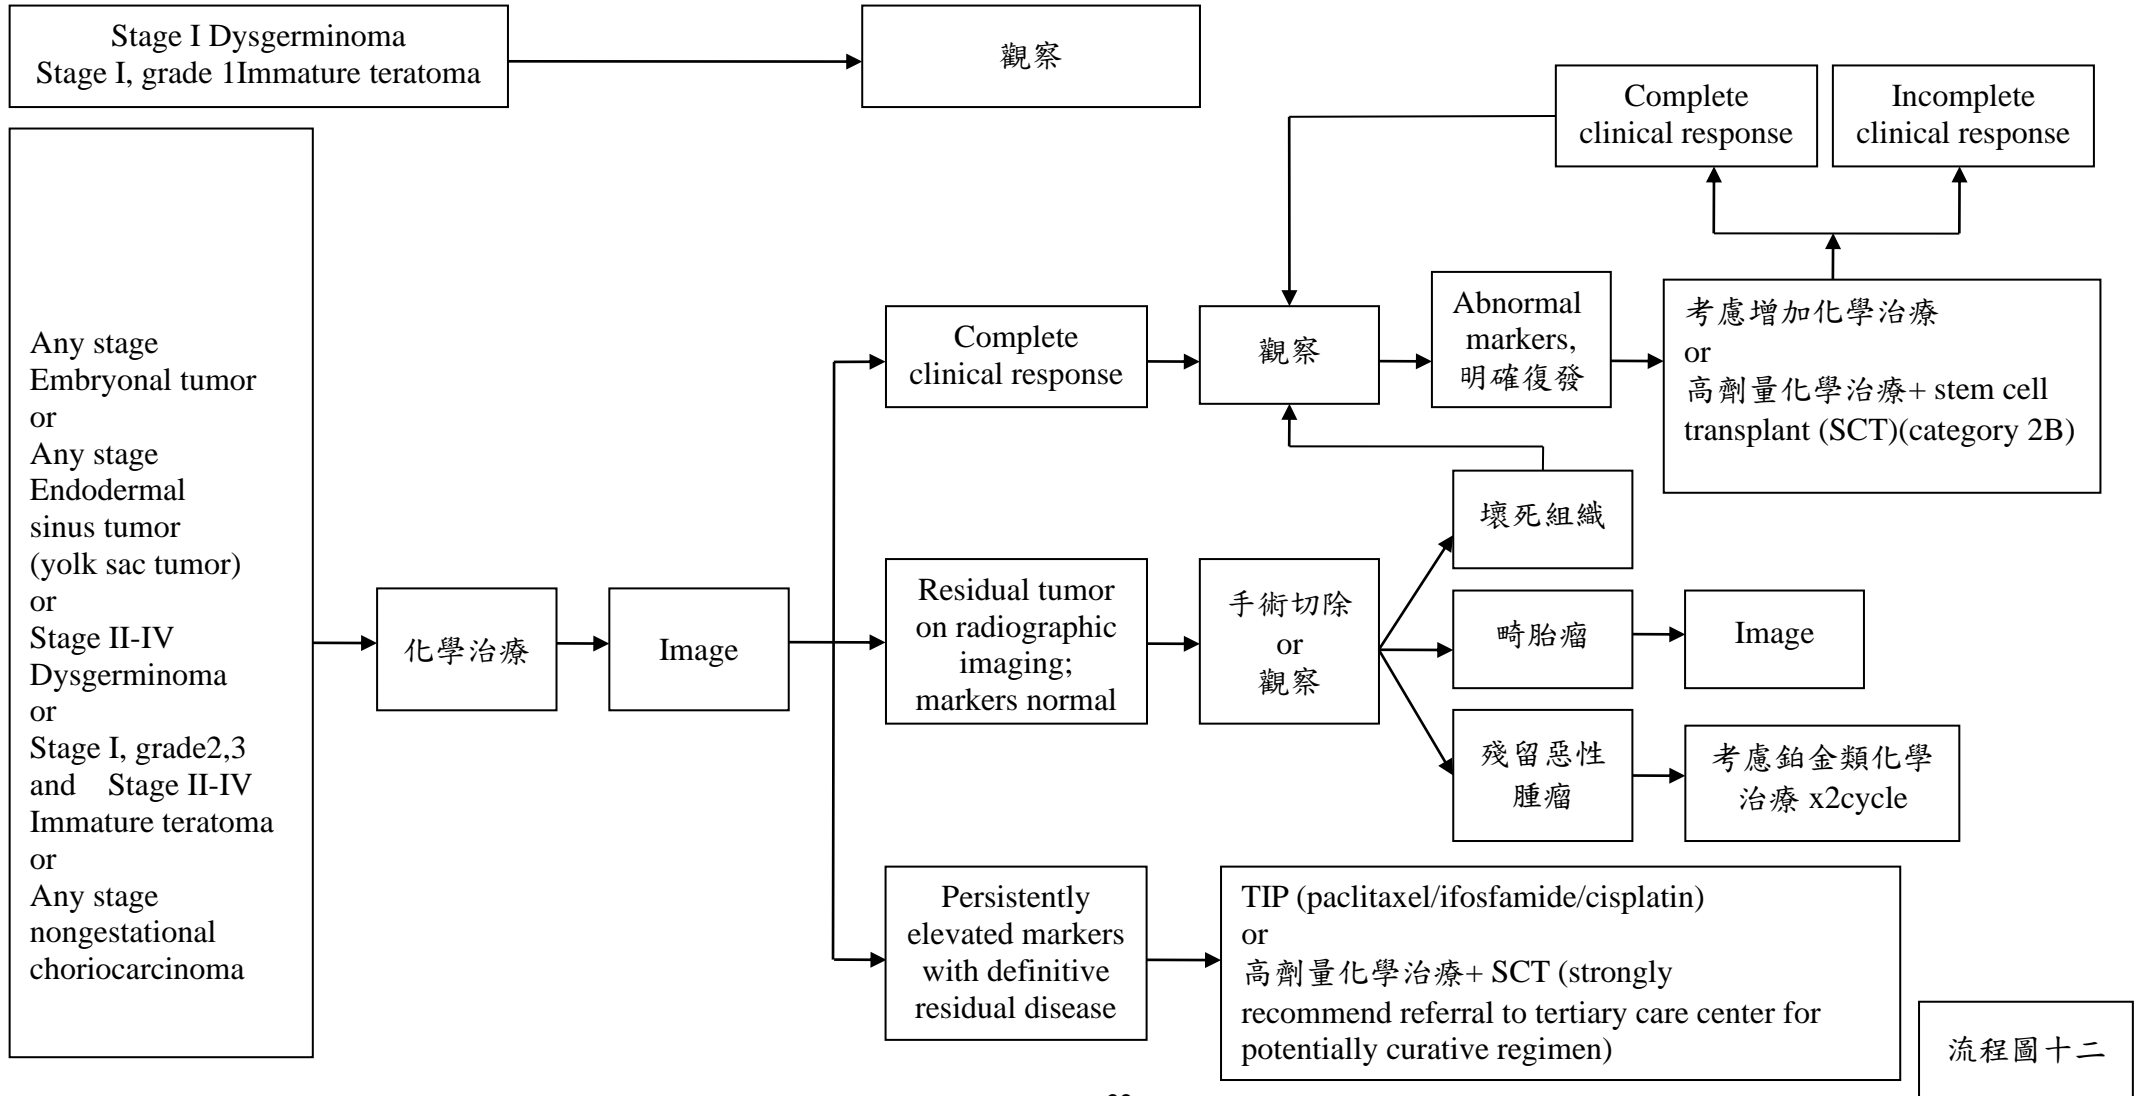 Stage I Dysgerminoma
Stage I, grade 1Immature teratoma
觀察
Complete
clinical response
Incomplete
clinical response
Any stage
Embryonal tumor
or
Any stage
Endodermal
sinus tumor
(yolk sac tumor)
or
Stage II-IV
Dysgerminoma
or
Stage I, grade2,3
and Stage II-IV
Immature teratoma
or
Any stage
nongestational
choriocarcinoma
化學治療
Image
Complete
clinical response
觀察
Abnormal
markers,
明確復發
考慮增加化學治療
or
高劑量化學治療+ stem cell
transplant (SCT)(category 2B)
Residual tumor
on radiographic
imaging;
markers normal
手術切除
or
觀察
壞死組織
畸胎瘤
Image
殘留惡性
腫瘤
考慮鉑金類化學
治療 x2cycle
Persistently
elevated markers
with definitive
residual disease
TIP (paclitaxel/ifosfamide/cisplatin)
or
高劑量化學治療+ SCT (strongly
recommend referral to tertiary care center for
potentially curative regimen)
流程圖十二